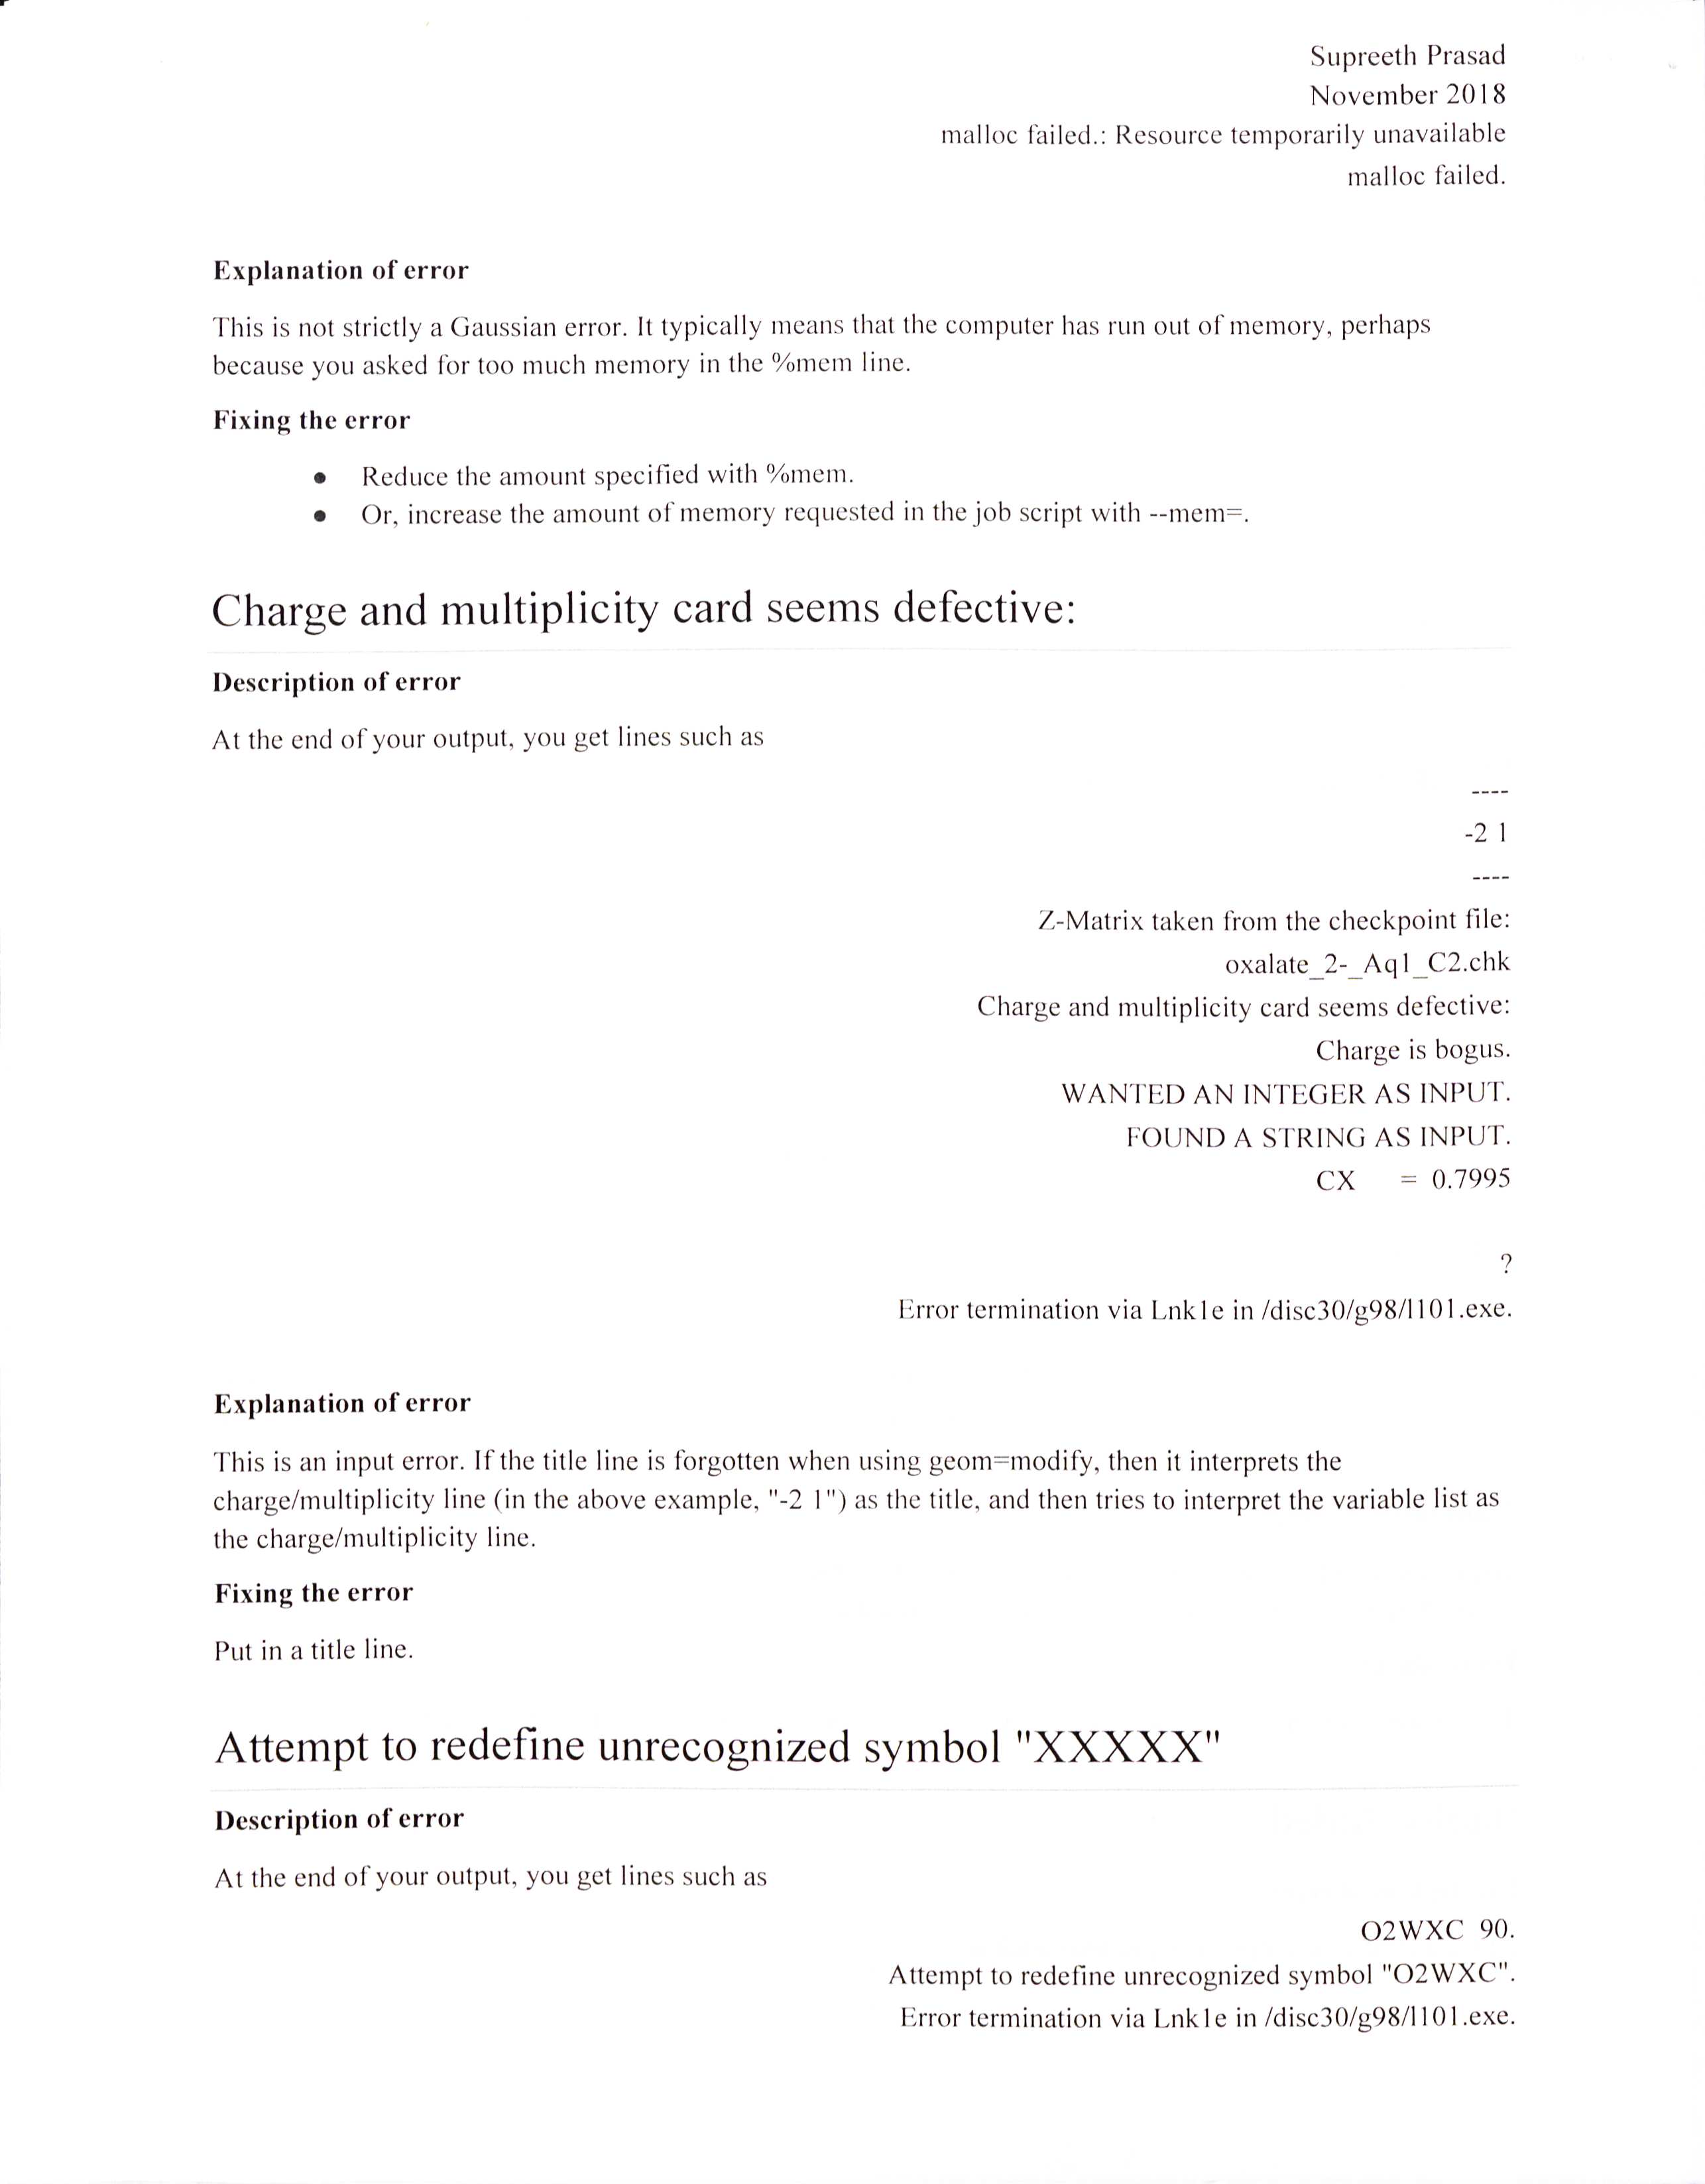 Supreeth Prasad
November 2018
malloc failed.: Resource temporarily unavailable
malloc failed.
Explanation of error
This is not strictly a Gaussian error. It typically means that the computer has run out of memory, perhaps
because you asked for too much memory in the %mem line.
Fixing the error
● Reduce the amount specified with %mem.
● Or, increase the amount of memory requested in the job script with --mem=.
Charge and multiplicity card seems defective:
Description of error
At the end of your output, you get lines such as
----
-2 1
----
Z-Matrix taken from the checkpoint file:
oxalate_2-_Aq1_C2.chk
Charge and multiplicity card seems defective:
Charge is bogus.
WANTED AN INTEGER AS INPUT.
FOUND A STRING AS INPUT.
CX = 0.7995
?
Error termination via Lnk1e in /disc30/g98/l101.exe.
Explanation of error
This is an input error. If the title line is forgotten when using geom=modify, then it interprets the
charge/multiplicity line (in the above example, "-2 1") as the title, and then tries to interpret the variable list as
the charge/multiplicity line.
Fixing the error
Put in a title line.
Attempt to redefine unrecognized symbol "XXXXX"
Description of error
At the end of your output, you get lines such as
O2WXC 90.
Attempt to redefine unrecognized symbol "O2WXC".
Error termination via Lnk1e in /disc30/g98/l101.exe.